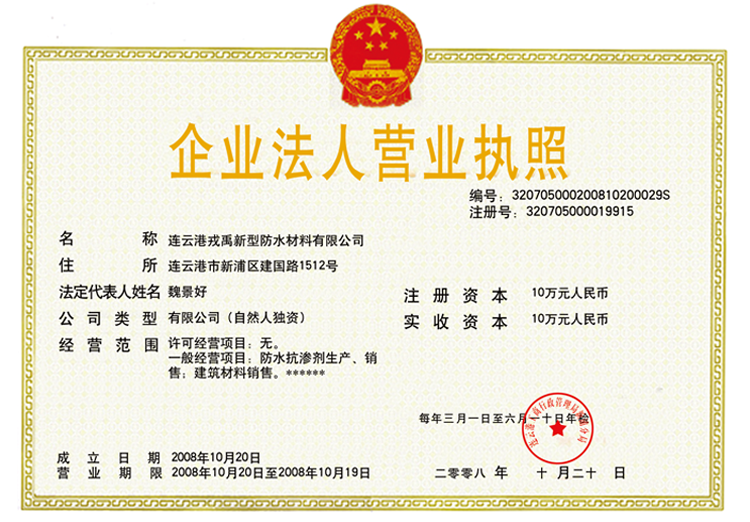 企业法人营业执照
编号：320705000200810200029S
注册号：320705000019915
名称 连云港戎禹新型防水材料有限公司
住所 连云港市新浦区建国路1512号
法定代表人姓名 魏景好
注册资本 10万元人民币
公司类型 有限公司（自然人独资）
实收资本 10万元人民币
经营范围 许可经营项目：无。
一般经营项目：防水抗渗剂生产、销
售；建筑材料销售。******
每年三月一日至六月一十日年检
成立日期 2008年10月20日
营业期限 2008年10月20日至2008年10月19日
二零零八年 十月二十日